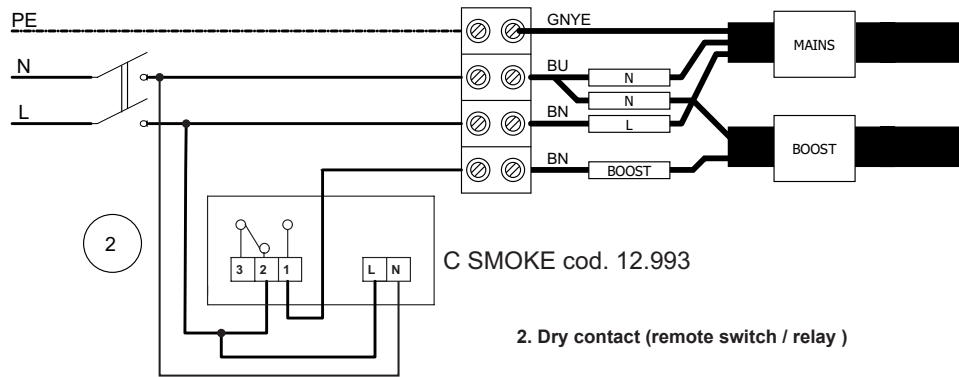 PE
GNYE
MAINS
N
BU
N
N
L
BN
L
BOOST
BN
BOOST
2
3 2 1
L N
C SMOKE cod. 12.993
2. Dry contact (remote switch / relay )